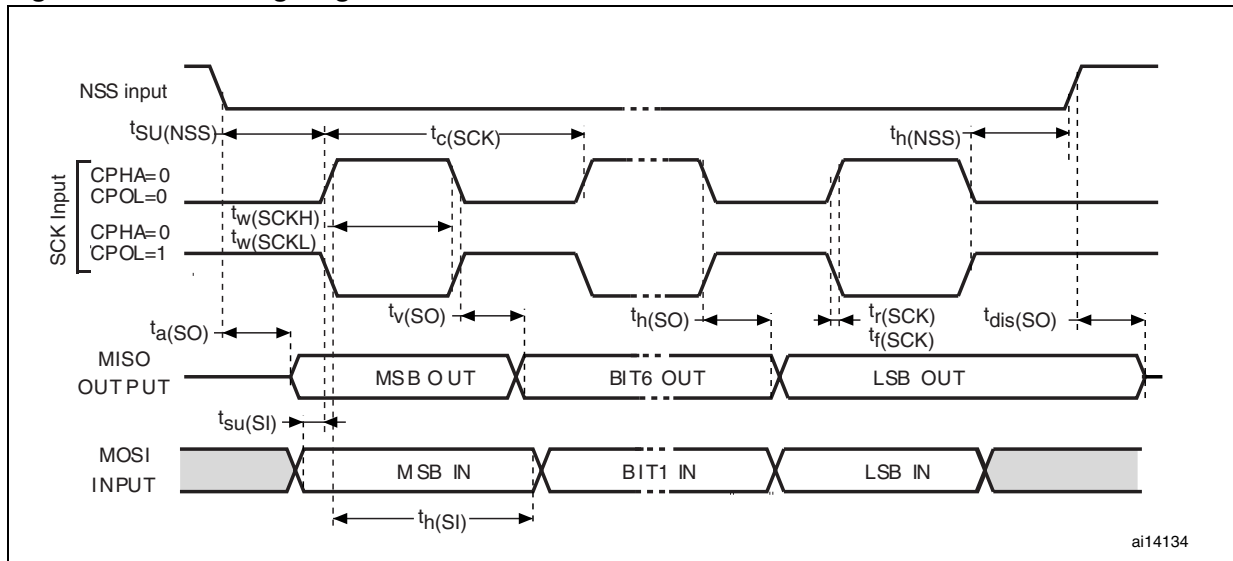 NSS input
tSU(NSS)
tc(SCK)
th(NSS)
SCK Input
CPHA=0
CPOL=0
CPHA=0
CPOL=1
tw(SCKH)
tw(SCKL)
ta(SO)
tv(SO)
th(SO)
tr(SCK)
tf(SCK)
tdis(SO)
MISO
OUTPUT
MSB OUT
BIT6 OUT
LSB OUT
tsu(SI)
MOSI
INPUT
MSB IN
BIT1 IN
LSB IN
th(SI)
ai14134